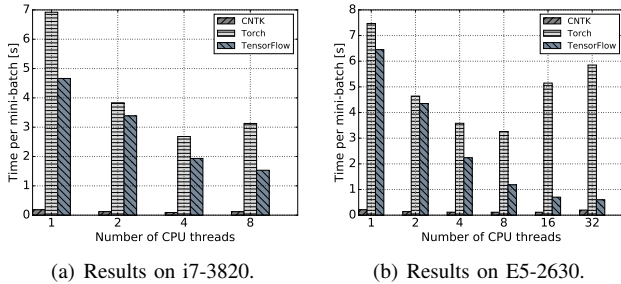 7
6
5
4
3
2
1
0
Time per mini-batch [s]
CNTK
Torch
TensorFlow
1 2 4 8
Number of CPU threads
(a) Results on i7-3820.
8
7
6
5
4
3
2
1
0
Time per mini-batch [s]
CNTK
Torch
TensorFlow
1 2 4 8 16 32
Number of CPU threads
(b) Results on E5-2630.